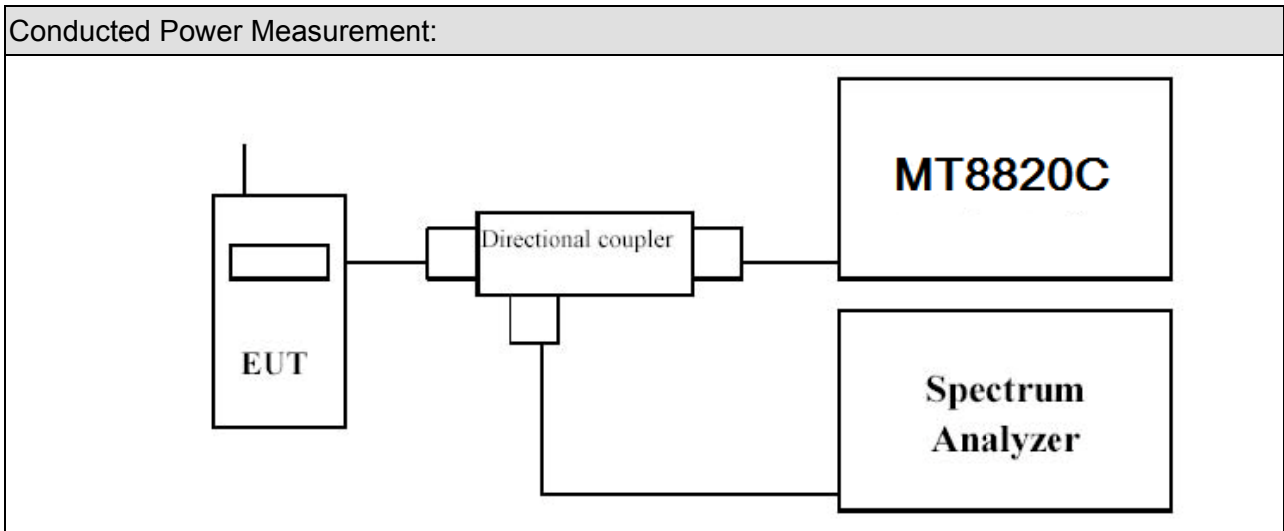 Conducted Power Measurement:
MT8820C
Directional coupler
EUT
Spectrum
Analyzer